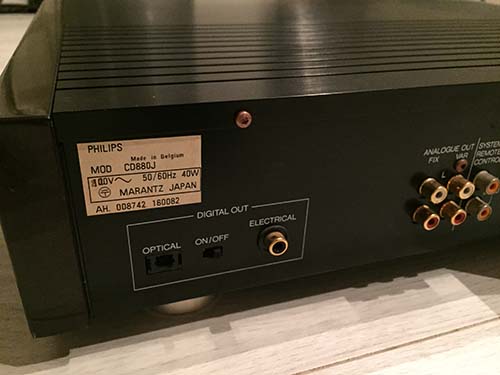 PHILIPS
Made in Belgium
MOD CD880J
100V~ 50/60Hz 40W
MARANTZ JAPAN
AH. 008742 160082
DIGITAL OUT
OPTICAL
ON/OFF
ELECTRICAL
ANALOGUE OUT
FIX VAR
L
SYSTEM
REMOTE
CONTROL